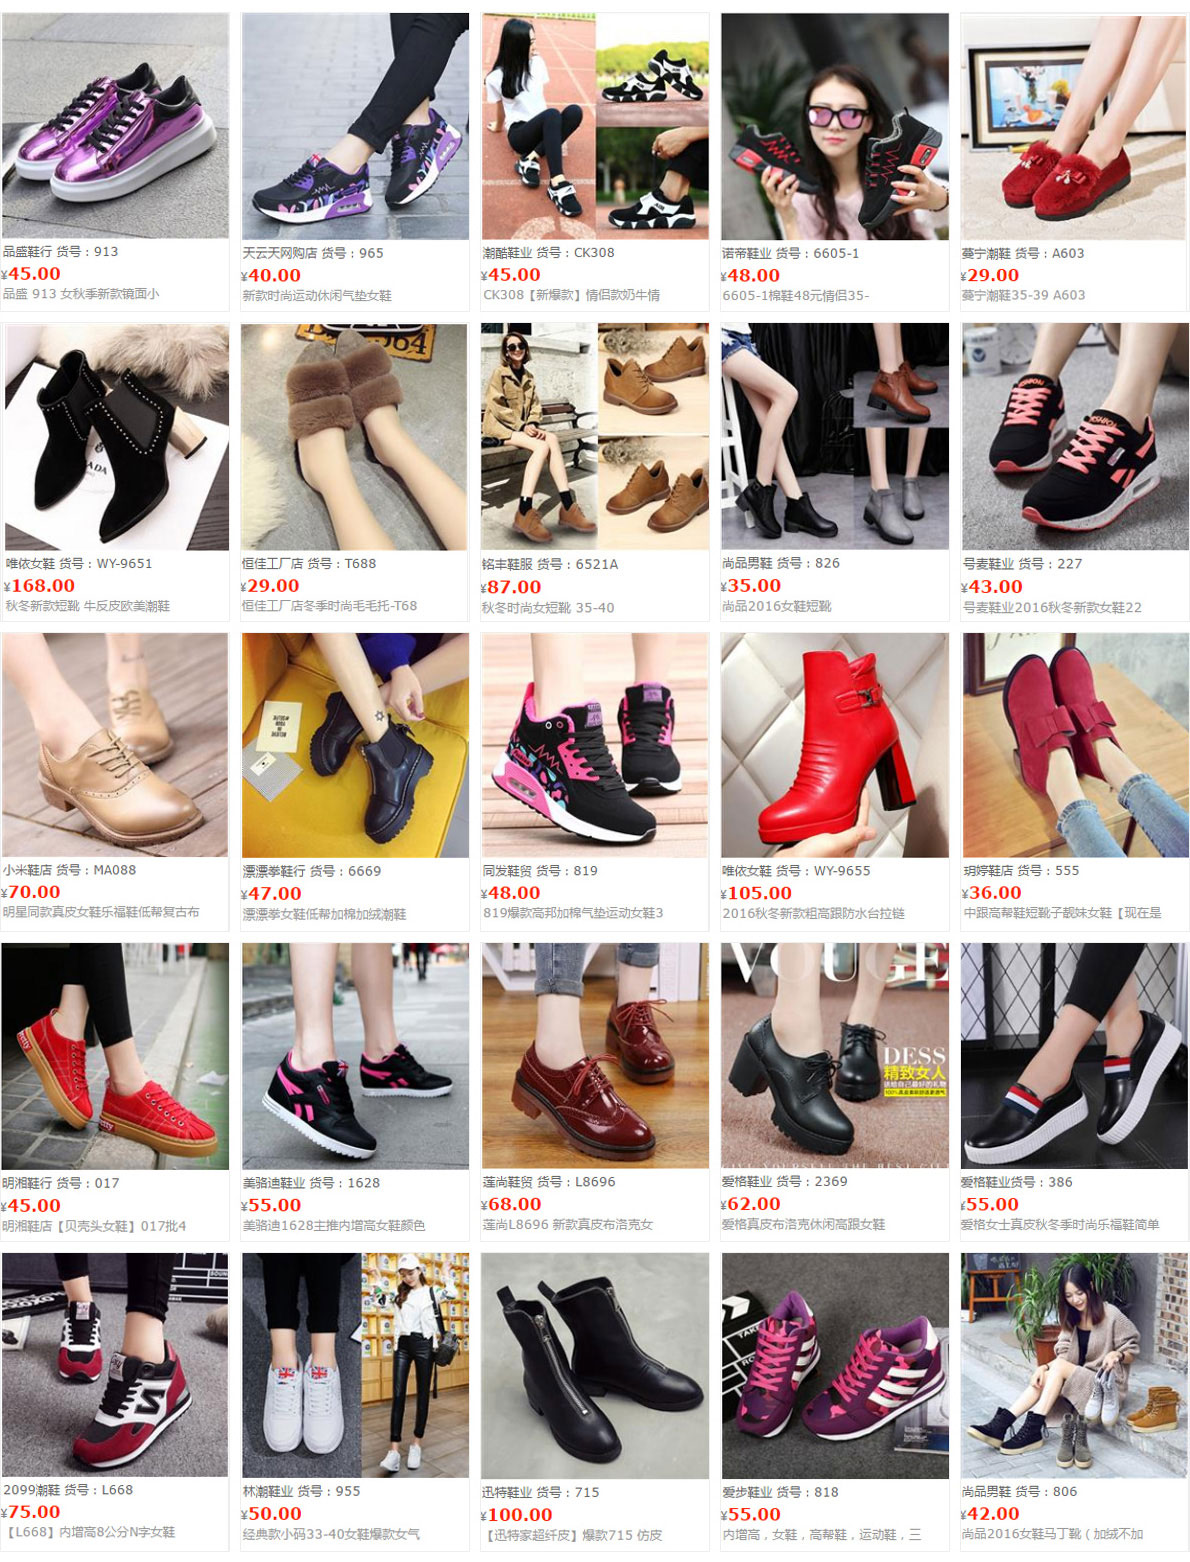 品盛鞋行 货号：913
¥45.00
品盛 913 女秋季新款镜面小
天云天网购店 货号：965
¥40.00
新款时尚运动休闲气垫女鞋
潮酷鞋业 货号：CK308
¥45.00
CK308【新爆款】情侣款奶牛情
诺帝鞋业 货号：6605-1
¥48.00
6605-1棉鞋48元情侣35-
蔓宁潮鞋 货号：A603
¥29.00
蔓宁潮鞋35-39 A603
唯依女鞋 货号：WY-9651
¥168.00
秋冬新款短靴 牛反皮欧美潮鞋
恒佳工厂店 货号：T688
¥29.00
恒佳工厂店冬季时尚毛毛托-T68
铭丰鞋服 货号：6521A
¥87.00
秋冬时尚女短靴 35-40
尚品男鞋 货号：826
¥35.00
尚品2016女鞋短靴
号麦鞋业 货号：227
¥43.00
号麦鞋业2016秋冬新款女鞋22
小米鞋店 货号：MA088
¥70.00
明星同款真皮女鞋乐福鞋低帮复古布
漂漂拳鞋行 货号：6669
¥47.00
漂漂拳女鞋低帮加棉加绒潮鞋
同发鞋贸 货号：819
¥48.00
819爆款高邦加棉气垫运动女鞋3
唯依女鞋 货号：WY-9655
¥105.00
2016秋冬新款粗高跟防水台拉链
玥婷鞋店 货号：555
¥36.00
中跟高帮鞋短靴子靓妹女鞋【现在是
VOUGE
DESS
精致女人
送给自己最好的礼物
明湘鞋行 货号：017
¥45.00
明湘鞋店【贝壳头女鞋】017批4
美骆迪鞋业 货号：1628
¥55.00
美骆迪1628主推内增高女鞋颜色
莲尚鞋贸 货号：L8696
¥68.00
莲尚L8696 新款真皮布洛克女
爱格鞋业 货号：2369
¥62.00
爱格真皮布洛克休闲高跟女鞋
爱格鞋业货号：386
¥55.00
爱格女士真皮秋冬季时尚乐福鞋简单
2099潮鞋 货号：L668
¥75.00
【L668】内增高8公分N字女鞋
林潮鞋业 货号：955
¥50.00
经典款小码33-40女鞋爆款女气
迅特鞋业 货号：715
¥100.00
【迅特家超纤皮】爆款715 仿皮
爱步鞋业 货号：818
¥55.00
内增高，女鞋，高帮鞋，运动鞋，三
尚品男鞋 货号：806
¥42.00
尚品2016女鞋马丁靴（加绒不加